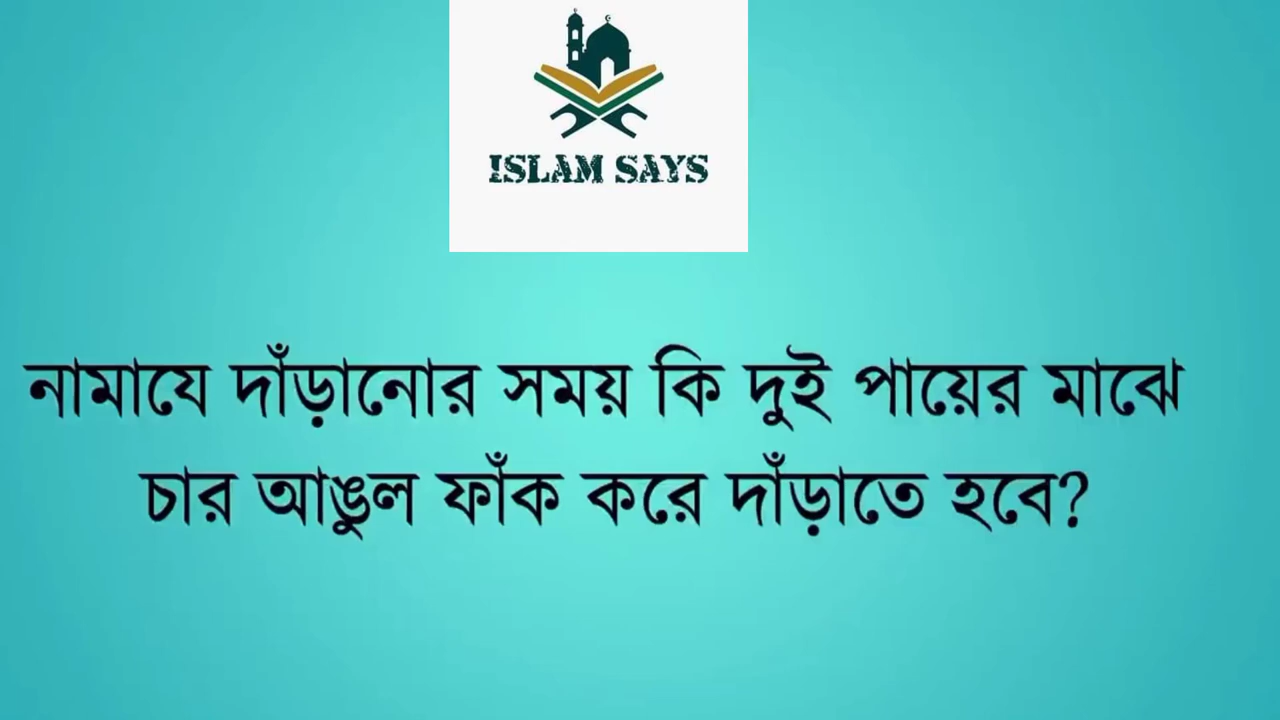 ISLAM SAYS
নামাযে দাঁড়ানোর সময় কি দুই পায়ের মাঝে
চার আঙুল ফাঁক করে দাঁড়াতে হবে?